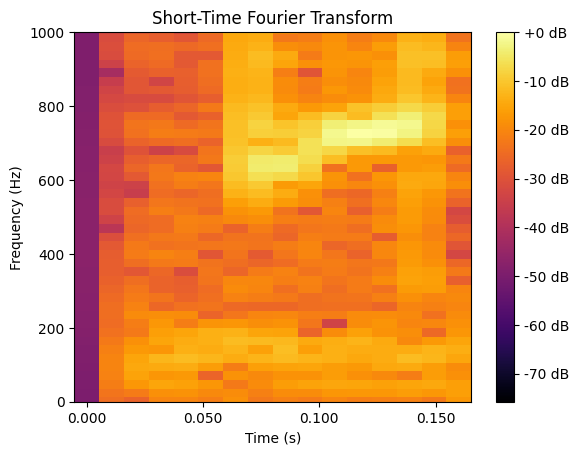 Short-Time Fourier Transform
1000
800
600
400
200
0
Frequency (Hz)
0.000
0.050
0.100
0.150
Time (s)
+0 dB
-10 dB
-20 dB
-30 dB
-40 dB
-50 dB
-60 dB
-70 dB